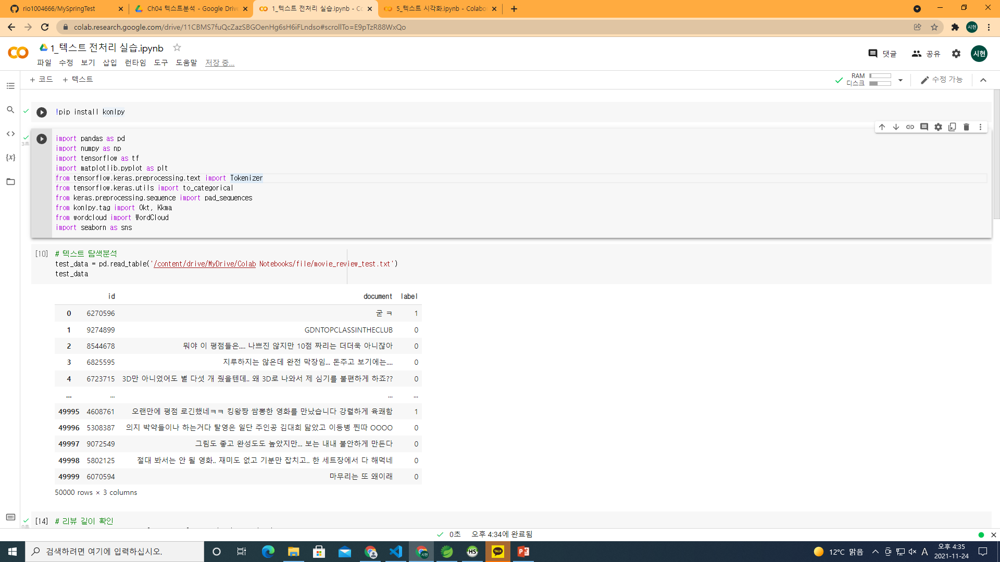 rio1004666/MySpringTest
Ch04 텍스트분석 - Google Drive
1_텍스트 전처리 실습.ipynb - Co
5_텍스트 시각화.ipynb - Colabo
colab.research.google.com/drive/11CBMS7fuQcZazSBGOenHg6sH6iFLndso#scrollTo=E9pTzR88WxQo
시현
1_텍스트 전처리 실습.ipynb
댓글
공유
시현
파일 수정 보기 삽입 런타임 도구 도움말 저장 중...
+ 코드 + 텍스트
RAM
디스크
수정 가능
!pip install konlpy
3초
import pandas as pd
import numpy as np
import tensorflow as tf
import matplotlib.pyplot as plt
from tensorflow.keras.preprocessing.text import Tokenizer
from tensorflow.keras.utils import to_categorical
from keras.preprocessing.sequence import pad_sequences
from konlpy.tag import Okt, Kkma
from wordcloud import WordCloud
import seaborn as sns
[10] # 텍스트 탐색분석
test_data = pd.read_table('/content/drive/MyDrive/Colab Notebooks/file/movie_review_test.txt')
test_data
id document label
0 6270596 굳 ㅋ 1
1 9274899 GDNTOPCLASSINTHECLUB 0
2 8544678 뭐야 이 평점들은.... 나쁘진 않지만 10점 짜리는 더더욱 아니잖아 0
3 6825595 지루하지는 않은데 완전 막장임... 돈주고 보기에는.... 0
4 6723715 3D만 아니었어도 별 다섯 개 줬을텐데.. 왜 3D로 나와서 제 심기를 불편하게 하죠?? 0
... ... ... ...
49995 4608761 오랜만에 평점 로긴했네ㅋㅋ 킹왕짱 쌈뽕한 영화를 만났습니다 강렬하게 육쾌함 1
49996 5308387 의지 박약들이나 하는거다 탈영은 일단 주인공 김대희 닮았고 이등병 찐따 OOOO 0
49997 9072549 그림도 좋고 완성도도 높았지만... 보는 내내 불안하게 만든다 0
49998 5802125 절대 봐서는 안 될 영화.. 재미도 없고 기분만 잡치고.. 한 세트장에서 다 해먹네 0
49999 6070594 마무리는 또 왜이래 0
50000 rows × 3 columns
[14] # 리뷰 길이 확인
0초
0초 오후 4:34에 완료됨
검색하려면 여기에 입력하십시오.
시현
HS
TALK
12°C 맑음
A
오후 4:35
2021-11-24